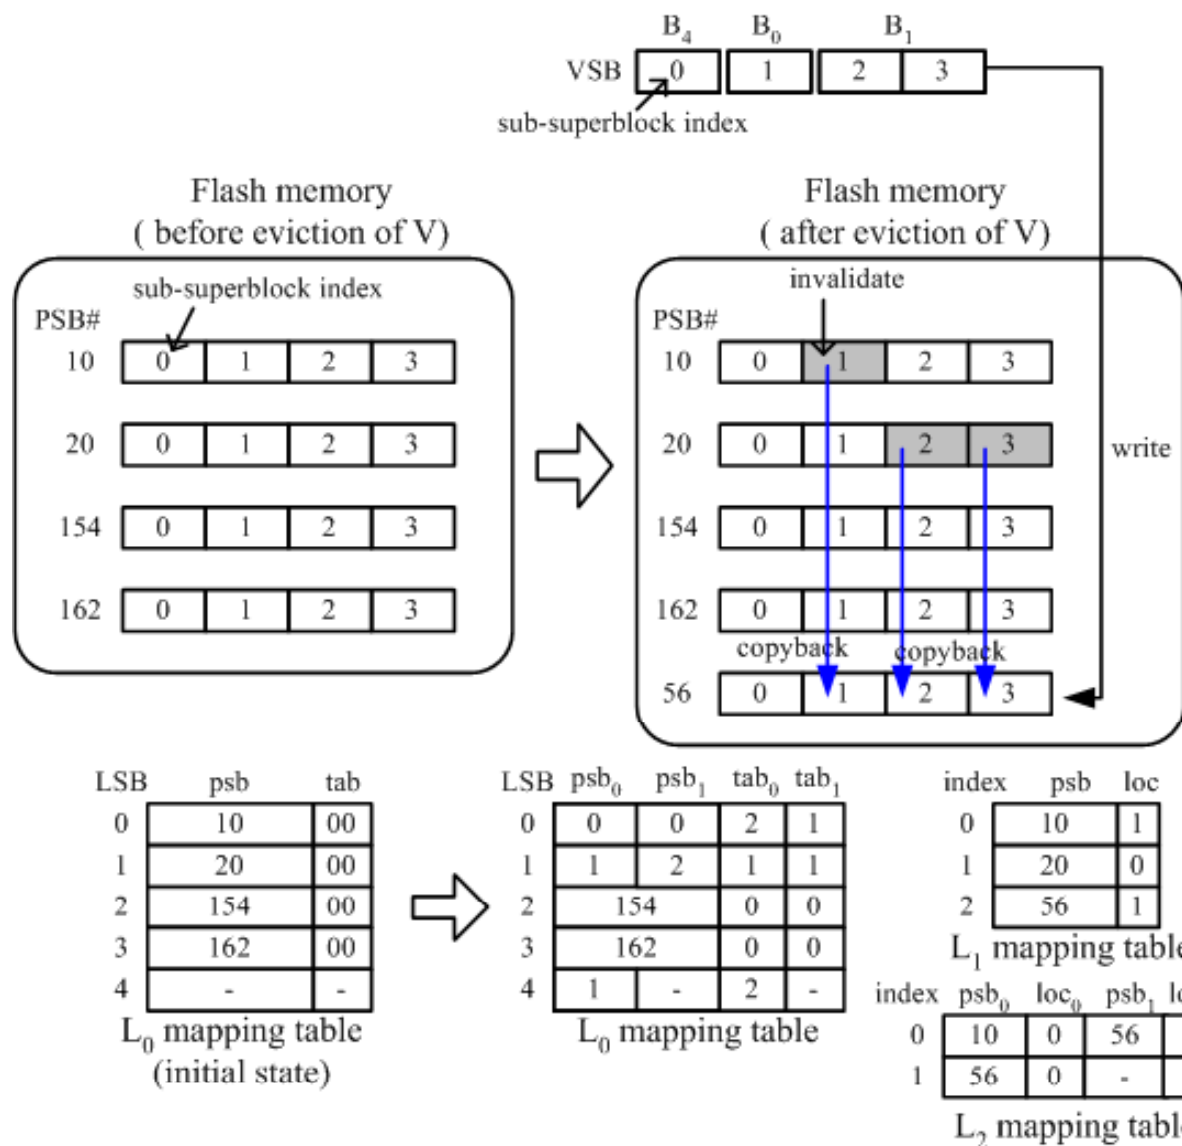 B4 B0 B1
VSB 0 1 2 3
sub-superblock index
Flash memory
( before eviction of V)
sub-superblock index
PSB#
10 0 1 2 3
20 0 1 2 3
154 0 1 2 3
162 0 1 2 3
Flash memory
( after eviction of V)
invalidate
PSB#
10 0 1 2 3
20 0 1 2 3
write
154 0 1 2 3
162 0 1 2 3
copyback copyback
56 0 1 2 3
LSB psb tab
0 10 00
1 20 00
2 154 00
3 162 00
4 - -
L0 mapping table
(initial state)
LSB psb0 psb1 tab0 tab1
0 0 0 2 1
1 1 2 1 1
2 154 0 0
3 162 0 0
4 1 - 2 -
L0 mapping table
index psb loc
0 10 1
1 20 0
2 56 1
L1 mapping table
index psb0 loc0 psb1
0 10 0 56
1 56 0 -
L2 mapping table